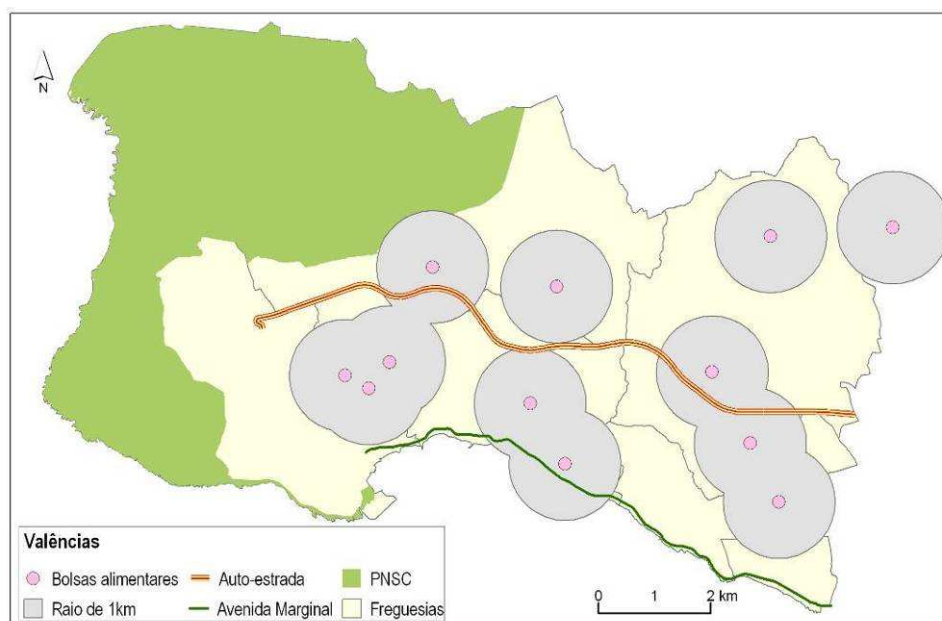 N
Valências
Bolsas alimentares
Auto-estrada
PNSC
Raio de 1km
Avenida Marginal
Freguesias
0 1 2 km